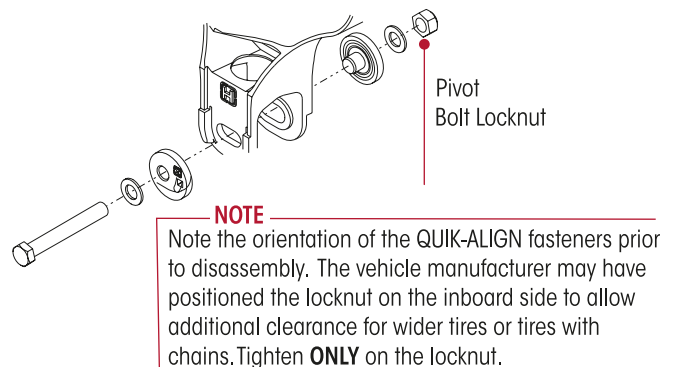 Pivot
Bolt Locknut
NOTE
Note the orientation of the QUIK-ALIGN fasteners prior
to disassembly. The vehicle manufacturer may have
positioned the locknut on the inboard side to allow
additional clearance for wider tires or tires with
chains. Tighten ONLY on the locknut.